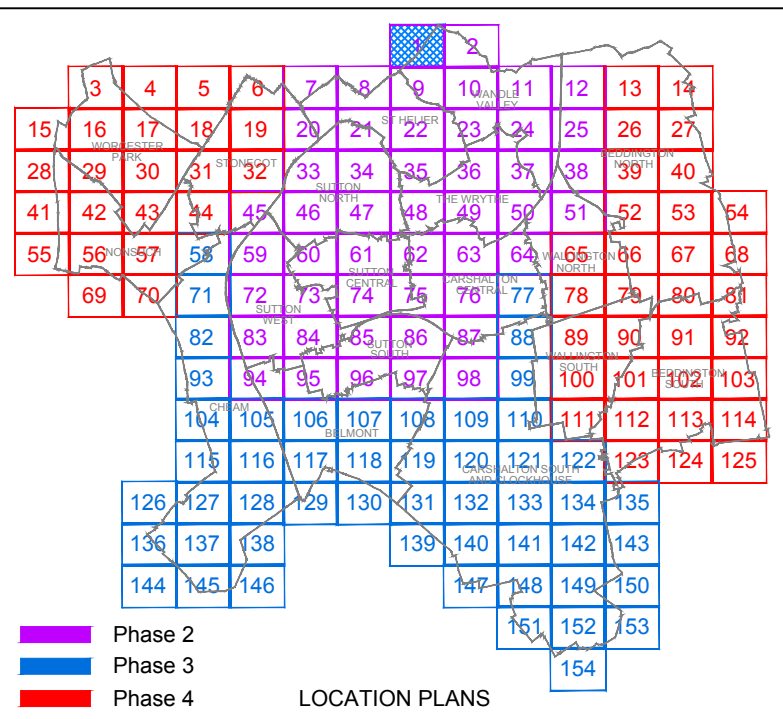 1 2
3 4 5 6 7 8 9 10 11 12 13 14
WANDLE
VALLEY
15 16 17 18 19 20 21 22 23 24 25 26 27
ST HELIER
WORCESTER
PARK
28 29 30 31 32 33 34 35 36 37 38 39 40
STONECOT
BEDDINGTON
NORTH
SUTTON
NORTH
THE WRYTHE
41 42 43 44 45 46 47 48 49 50 51 52 53 54
55 56 57 58 59 60 61 62 63 64 65 66 67 68
NONSUCH
WALLINGTON
NORTH
SUTTON
CENTRAL
CARSHALTON
CENTRAL
69 70 71 72 73 74 75 76 77 78 79 80 81
SUTTON
WEST
82 83 84 85 86 87 88 89 90 91 92
SUTTON
SOUTH
WALLINGTON
SOUTH
93 94 95 96 97 98 99 100 101 102 103
BEDDINGTON
SOUTH
CHEAM
104 105 106 107 108 109 110 111 112 113 114
BELMONT
115 116 117 118 119 120 121 122 123 124 125
CARSHALTON SOUTH
AND CLOCKHOUSE
126 127 128 129 130 131 132 133 134 135
136 137 138 139 140 141 142 143
144 145 146 147 148 149 150
151 152 153
154
Phase 2
Phase 3
Phase 4
LOCATION PLANS